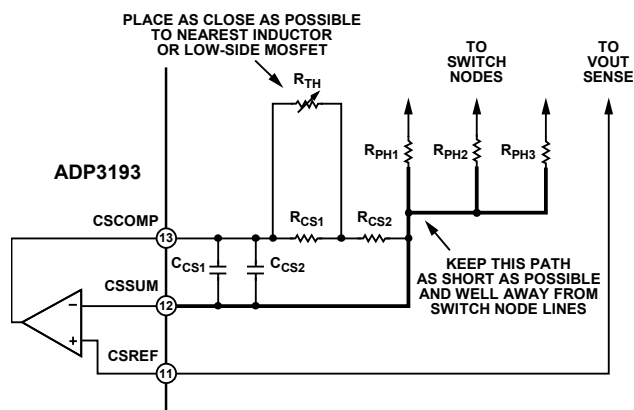 PLACE AS CLOSE AS POSSIBLE
TO NEAREST INDUCTOR
OR LOW-SIDE MOSFET
TO
SWITCH
NODES
TO
VOUT
SENSE
RTH
RPH1
RPH2
RPH3
ADP3193
CSCOMP
13
RCS1
RCS2
CCS1
CCS2
KEEP THIS PATH
AS SHORT AS POSSIBLE
AND WELL AWAY FROM
SWITCH NODE LINES
CSSUM
12
–
+
CSREF
11